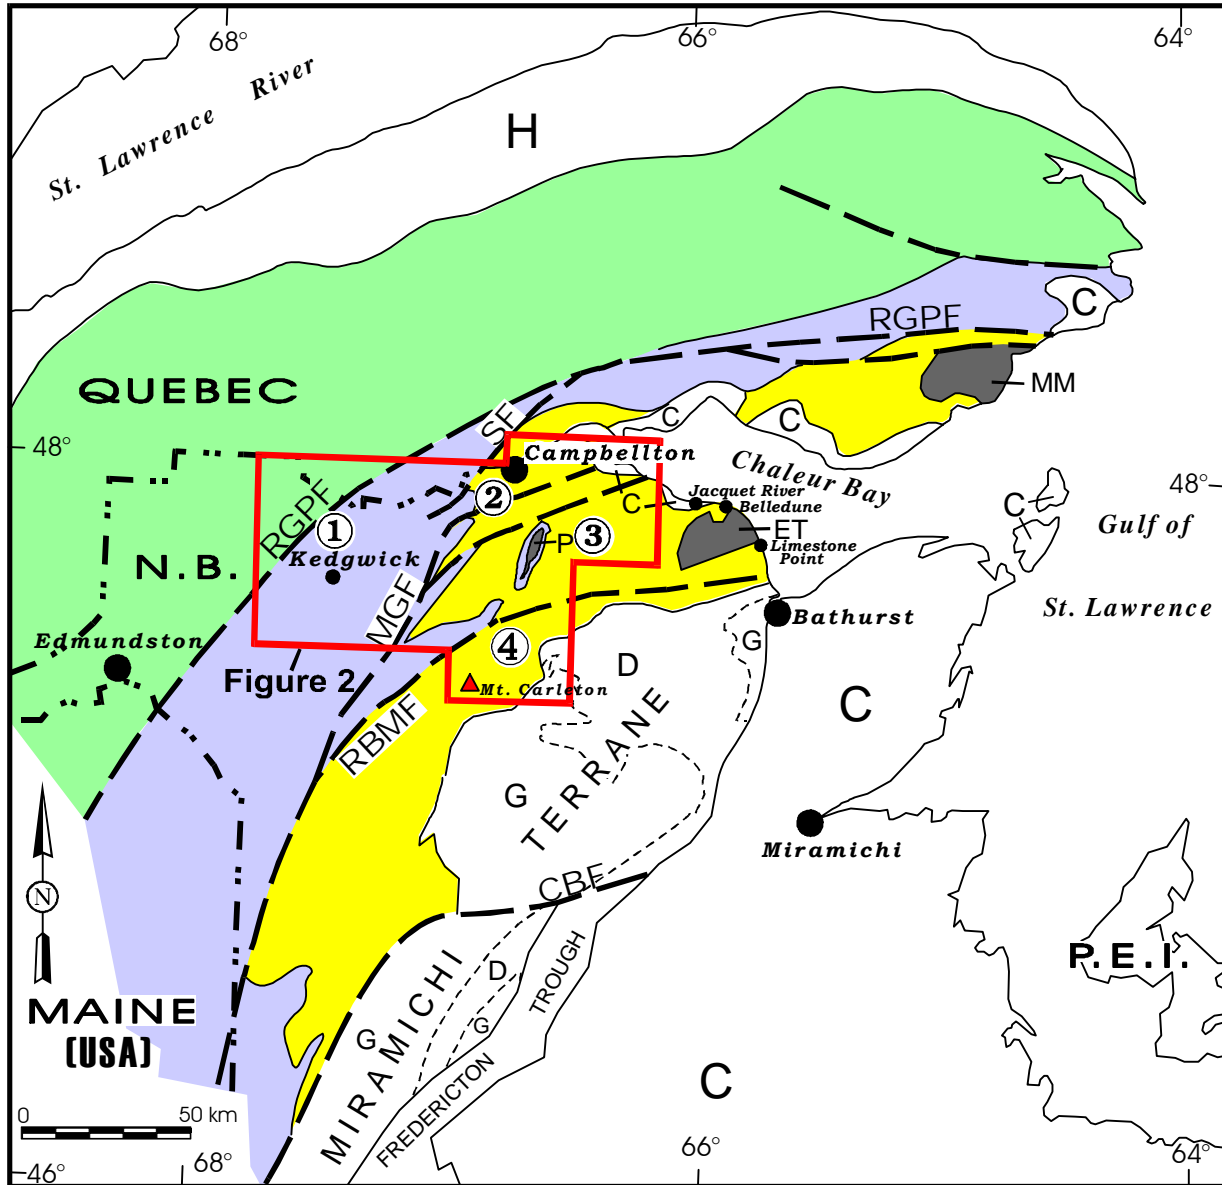 68°
66°
64°
St. Lawrence River
H
C
RGPF
MM
QUEBEC
SF
C
C
48°
Campbellton
Chaleur Bay
48°
2
C
Jacquet River
Belledune
C
Gulf of
RGPF
1
3
P
ET
Limestone
Point
Kedgwick
N.B.
MGF
St. Lawrence
Bathurst
Edmundston
4
D
G
Figure 2
Mt. Carleton
C
RBMF
G
TERRANE
Miramichi
CBF
N
P.E.I.
D
TROUGH
MAINE
(USA)
G
G
MIRAMICHI
FREDERICTON
C
0 50 km
46°
68°
66°
64°